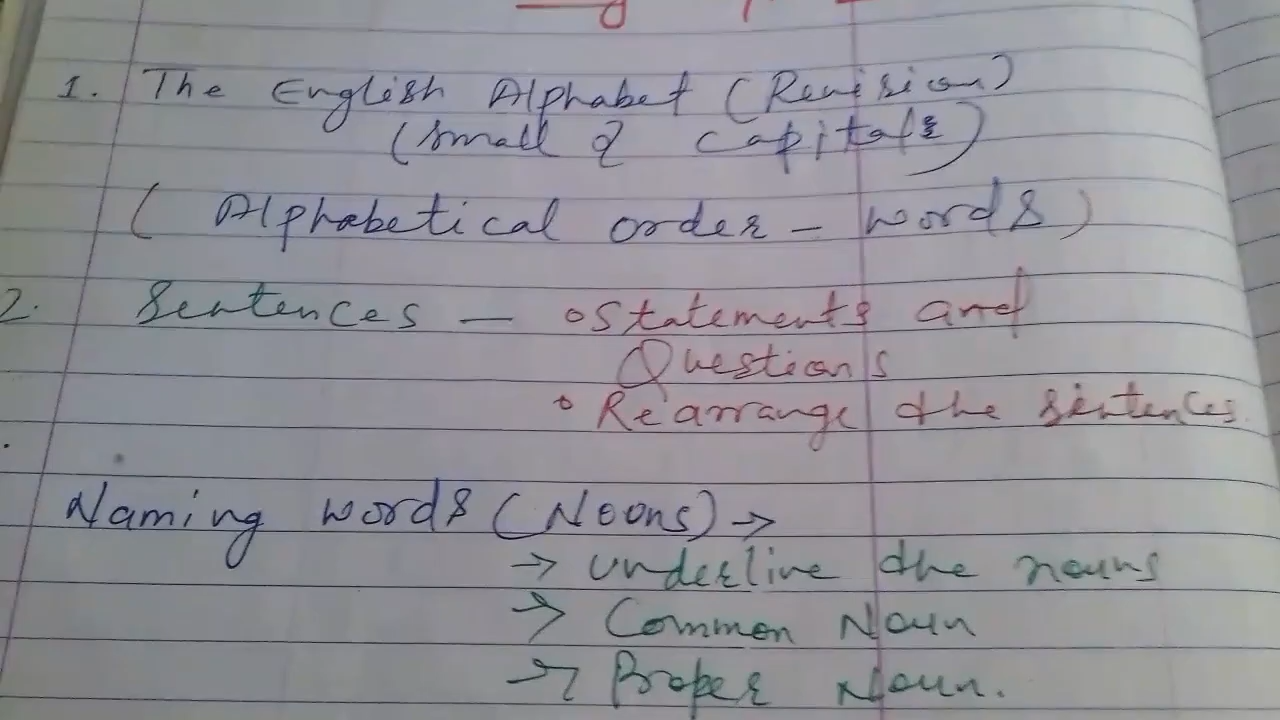 1. The English Alphabet (Revision)
(small & capitals)
(Alphabetical order - words)
2. Sentences — Statements and
Questions
Rearrange the sentences.
Naming words (Noons) →
→ underline the nouns
→ Common Noun
→ Proper Noun.